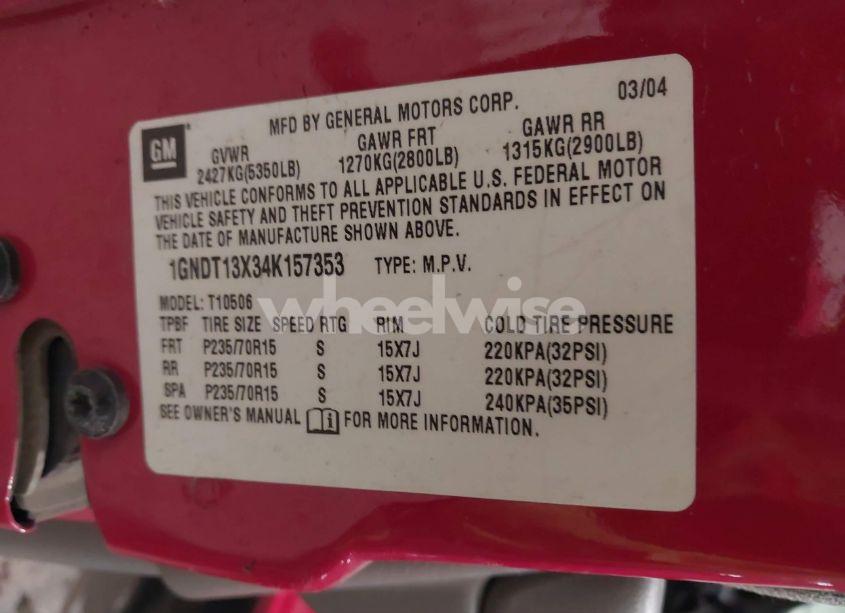 MFD BY GENERAL MOTORS CORP. 03/04
GM GVWR GAWR FRT GAWR RR
2427KG(5350LB) 1270KG(2800LB) 1315KG(2900LB)
THIS VEHICLE CONFORMS TO ALL APPLICABLE U.S. FEDERAL MOTOR
VEHICLE SAFETY AND THEFT PREVENTION STANDARDS IN EFFECT ON
THE DATE OF MANUFACTURE SHOWN ABOVE.
1GNDT13X34K157353 TYPE: M.P.V.
MODEL: T10506
wheelwise
TPBF TIRE SIZE SPEED RTG RIM COLD TIRE PRESSURE
FRT P235/70R15 S 15X7J 220KPA(32PSI)
RR P235/70R15 S 15X7J 220KPA(32PSI)
SPA P235/70R15 S 15X7J 240KPA(35PSI)
SEE OWNER'S MANUAL i FOR MORE INFORMATION.